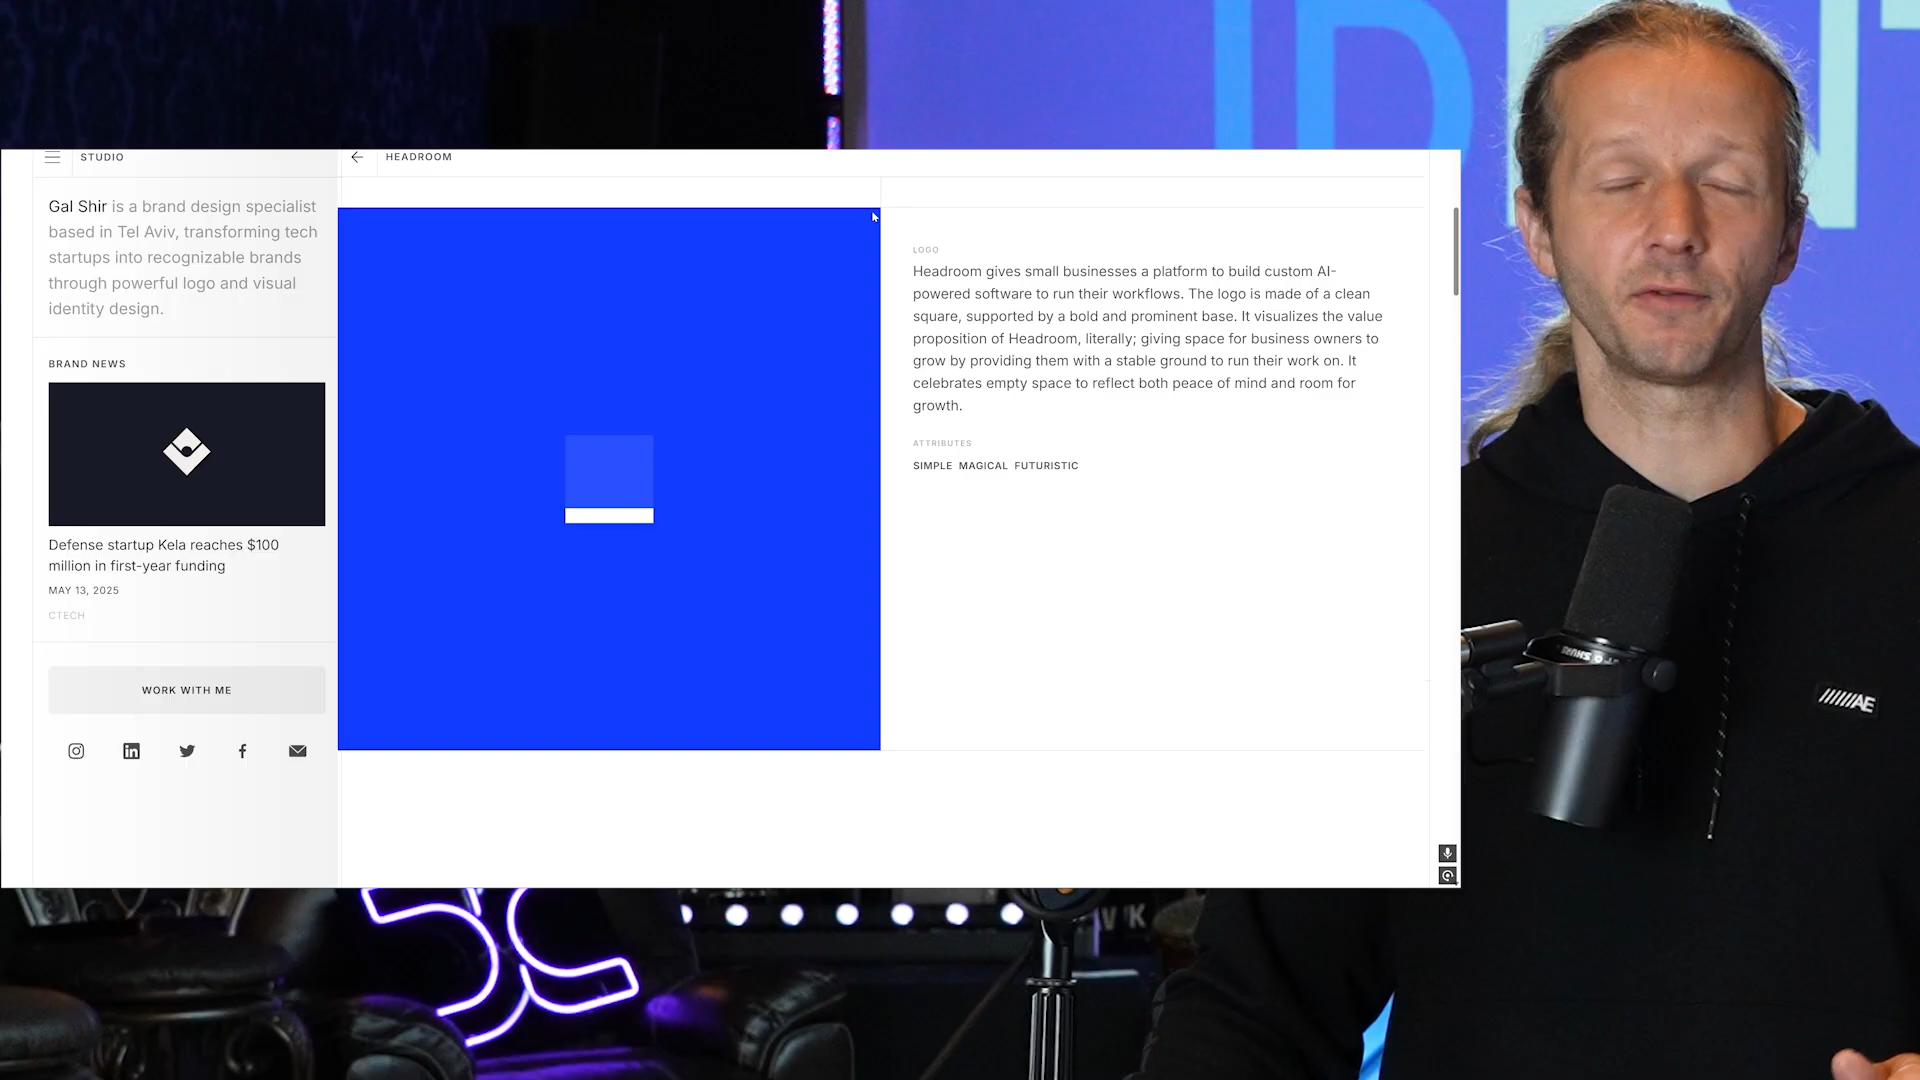 IDENT
STUDIO
HEADROOM
Gal Shir is a brand design specialist
based in Tel Aviv, transforming tech
startups into recognizable brands
through powerful logo and visual
identity design.
BRAND NEWS
Defense startup Kela reaches $100
million in first-year funding
MAY 13, 2025
CTECH
WORK WITH ME
LOGO
Headroom gives small businesses a platform to build custom AI-
powered software to run their workflows. The logo is made of a clean
square, supported by a bold and prominent base. It visualizes the value
proposition of Headroom, literally; giving space for business owners to
grow by providing them with a stable ground to run their work on. It
celebrates empty space to reflect both peace of mind and room for
growth.
ATTRIBUTES
SIMPLE MAGICAL FUTURISTIC
SHURE
//////AE